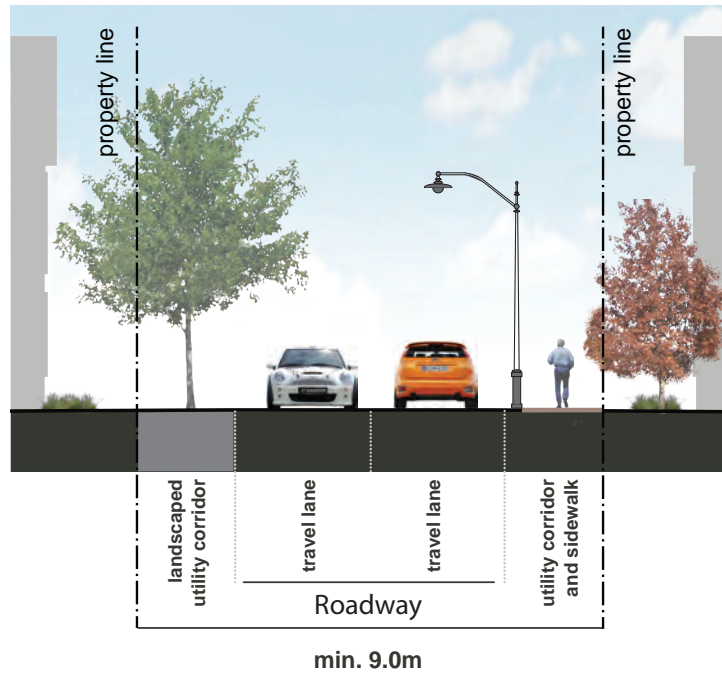 property line
property line
landscaped
utility corridor
travel lane
travel lane
utility corridor
and sidewalk
Roadway
min. 9.0m